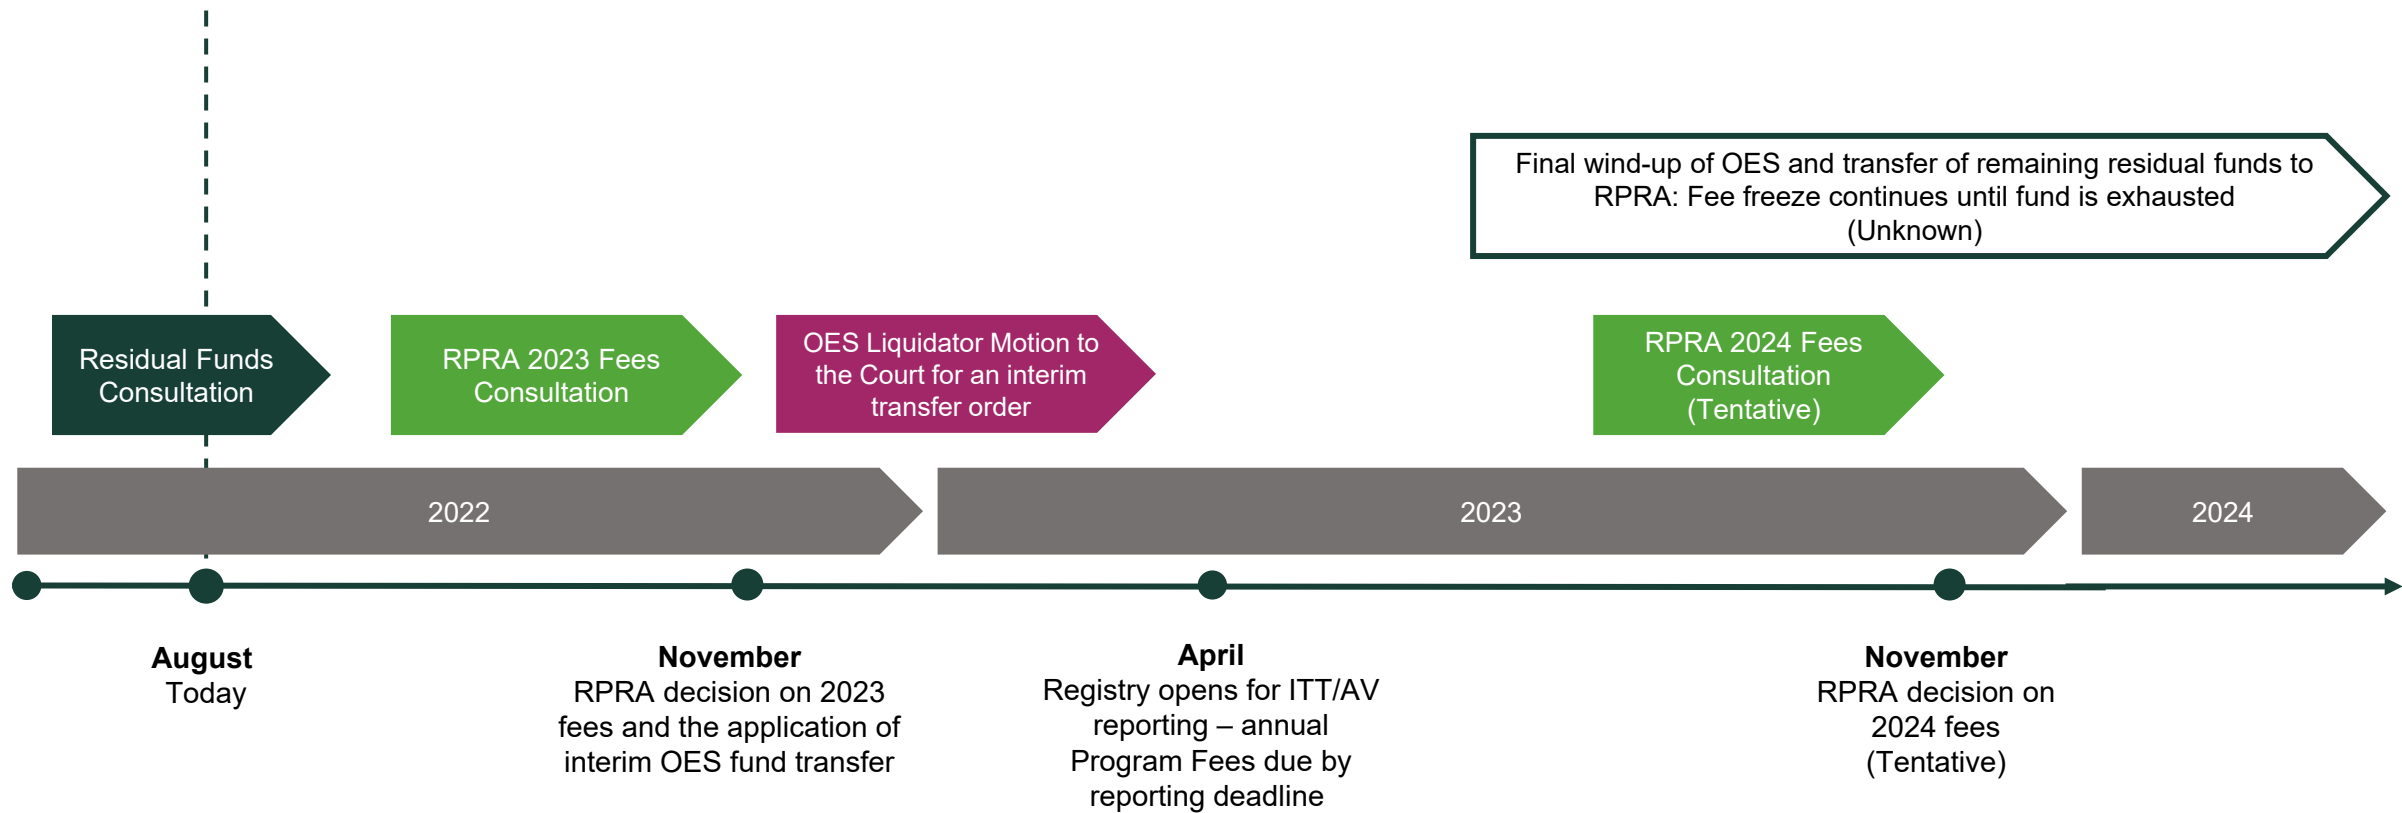 Final wind-up of OES and transfer of remaining residual funds to
RPRA: Fee freeze continues until fund is exhausted
(Unknown)
Residual Funds
Consultation
RPRA 2023 Fees
Consultation
OES Liquidator Motion to
the Court for an interim
transfer order
RPRA 2024 Fees
Consultation
(Tentative)
2022
2023
2024
August
Today
November
RPRA decision on 2023
fees and the application of
interim OES fund transfer
April
Registry opens for ITT/AV
reporting – annual
Program Fees due by
reporting deadline
November
RPRA decision on
2024 fees
(Tentative)